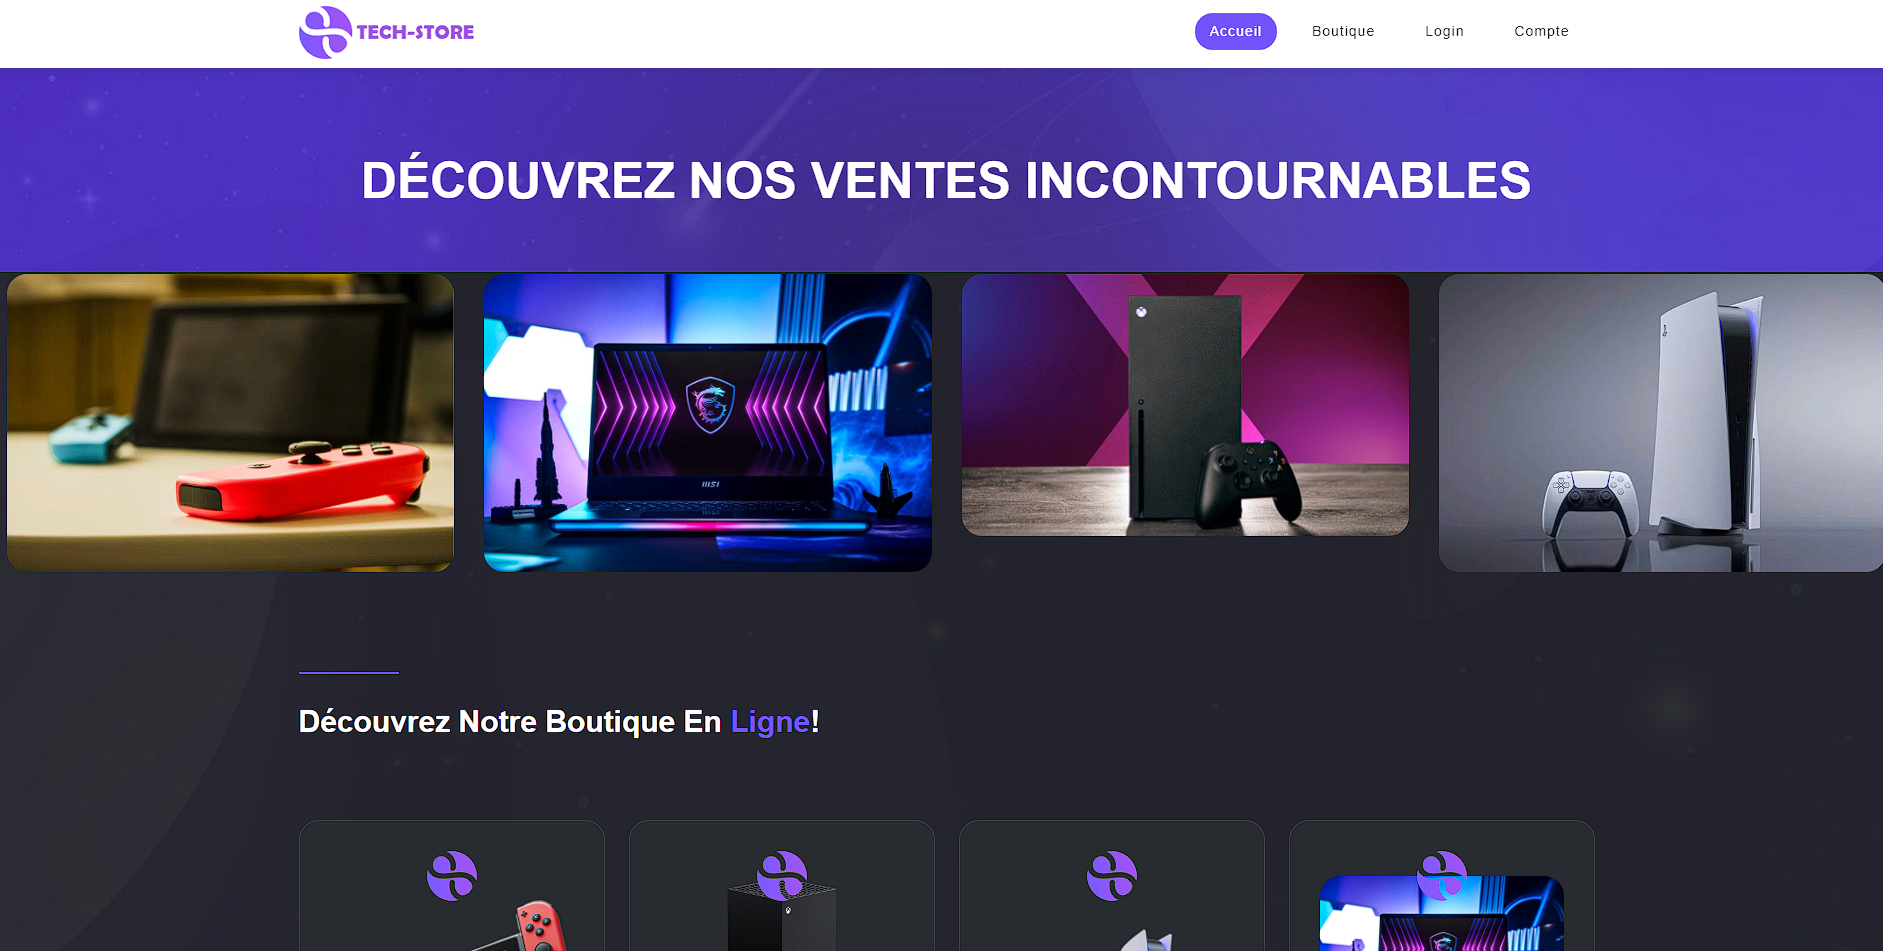 TECH-STORE
Accueil Boutique Login Compte
DÉCOUVREZ NOS VENTES INCONTOURNABLES
msi
Découvrez Notre Boutique En Ligne!